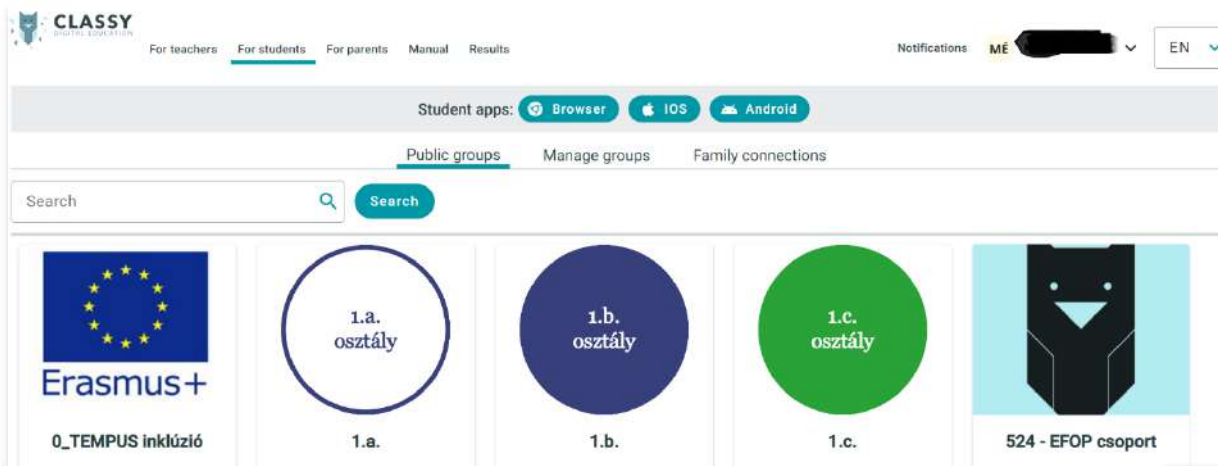 CLASSY
DIGITAL EDUCATION
For teachers For students For parents Manual Results
Notifications MÉ EN
Student apps: Browser IOS Android
Public groups Manage groups Family connections
Search Search
Erasmus+
1.a.
osztály
1.b.
osztály
1.c.
osztály
0_TEMPUS inklúzió
1.a.
1.b.
1.c.
524 - EFOP csoport